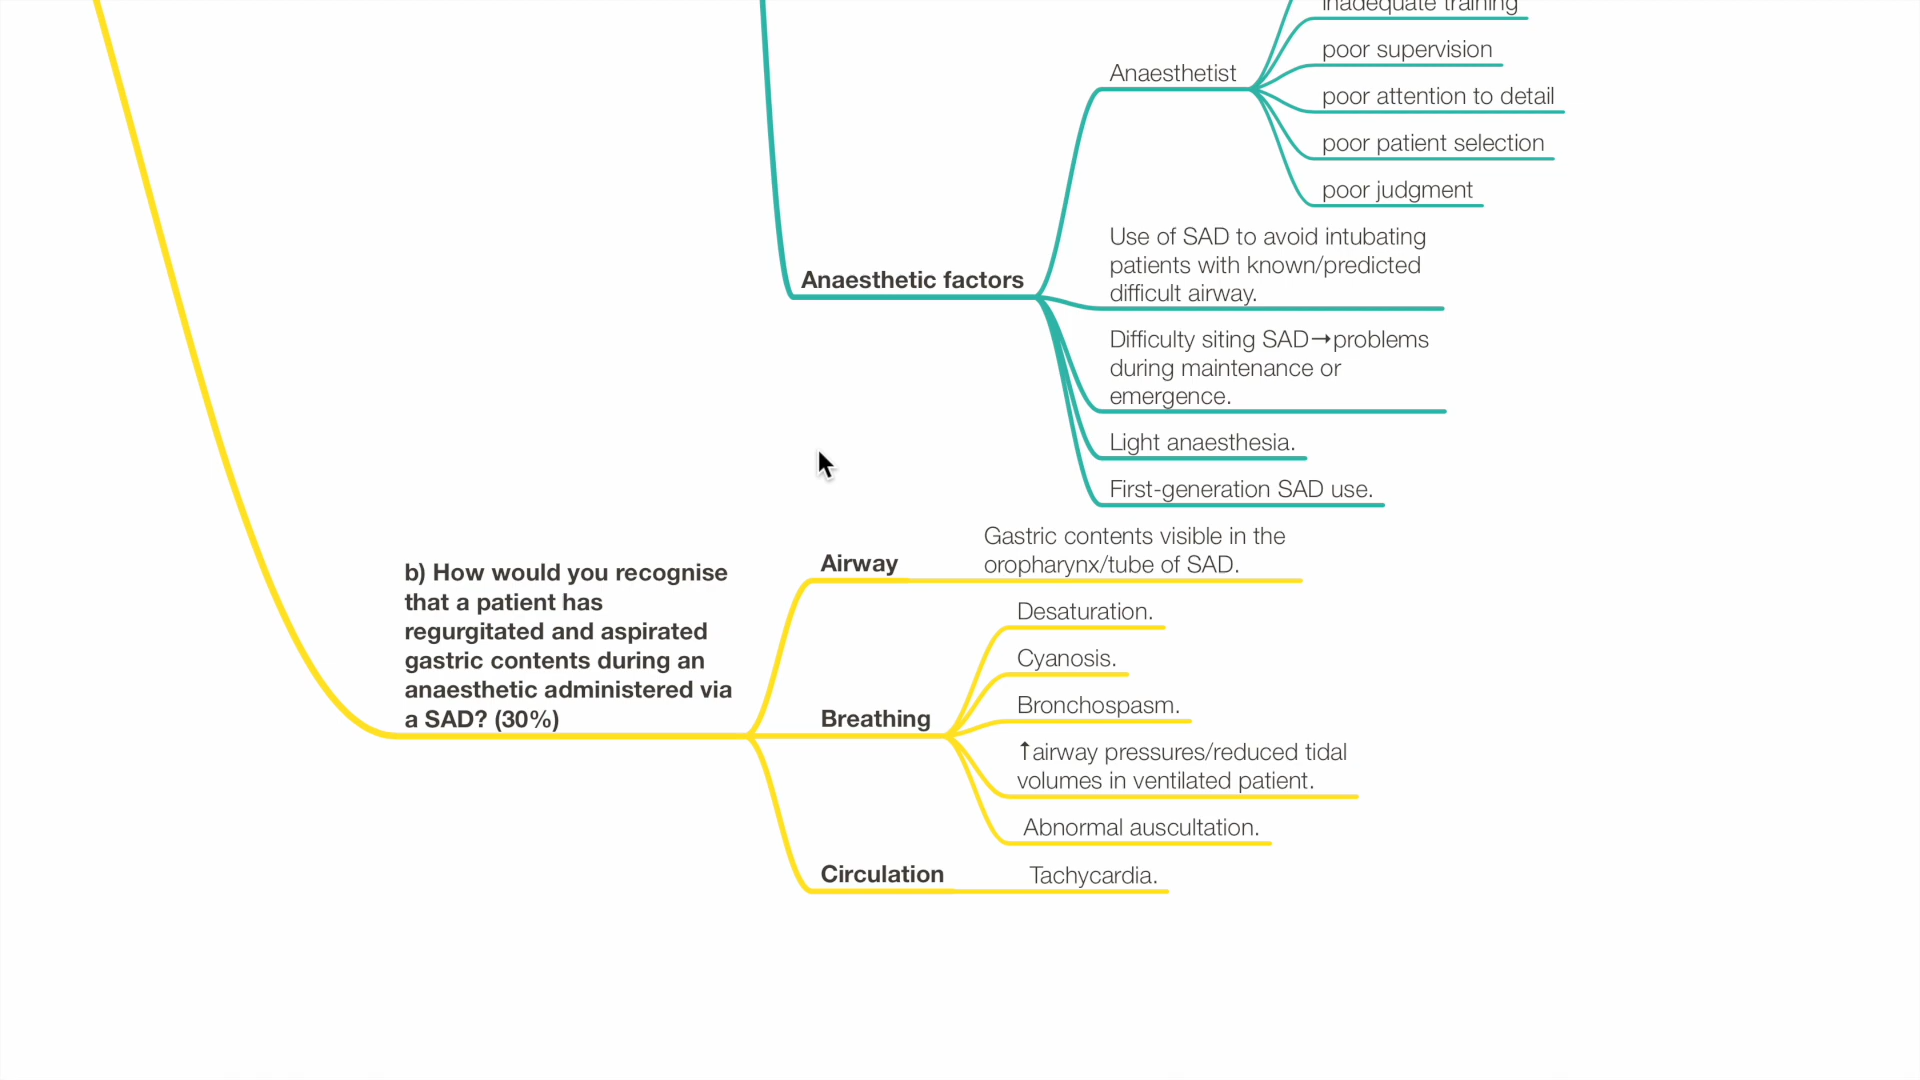 inadequate training
poor supervision
Anaesthetist
poor attention to detail
poor patient selection
poor judgment
Use of SAD to avoid intubating
patients with known/predicted
difficult airway.
Anaesthetic factors
Difficulty siting SAD→problems
during maintenance or
emergence.
Light anaesthesia.
First-generation SAD use.
b) How would you recognise
that a patient has
regurgitated and aspirated
gastric contents during an
anaesthetic administered via
a SAD? (30%)
Airway
Gastric contents visible in the
oropharynx/tube of SAD.
Breathing
Desaturation.
Cyanosis.
Bronchospasm.
↑airway pressures/reduced tidal
volumes in ventilated patient.
Abnormal auscultation.
Circulation
Tachycardia.